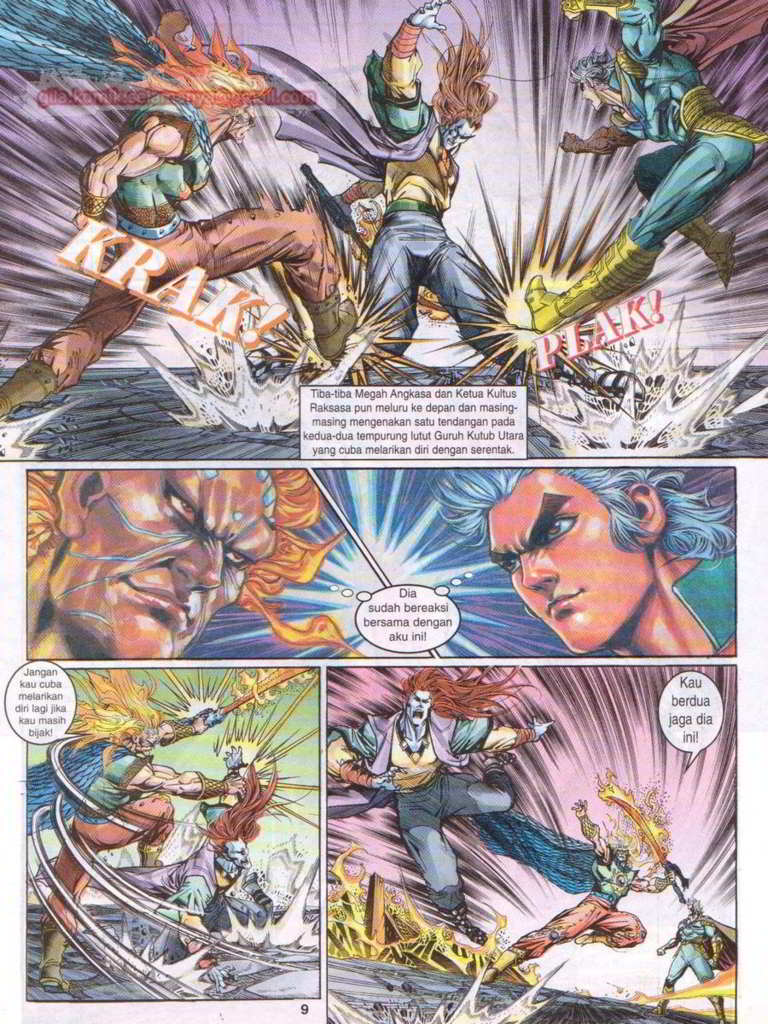 KRAK!
PLAK!
Tiba-tiba Megah Angkasa dan Ketua Kultus
Raksasa pun meluru ke depan dan masing-
masing mengenakan satu tendangan pada
kedua-dua tempurung lutut Guruh Kutub Utara
yang cuba melarikan diri dengan serentak.
Dia
sudah bereaksi
bersama dengan
aku ini!
Jangan
kau cuba
melarikan
diri lagi jika
kau masih
bijak!
Kau
berdua
jaga dia
ini!
9